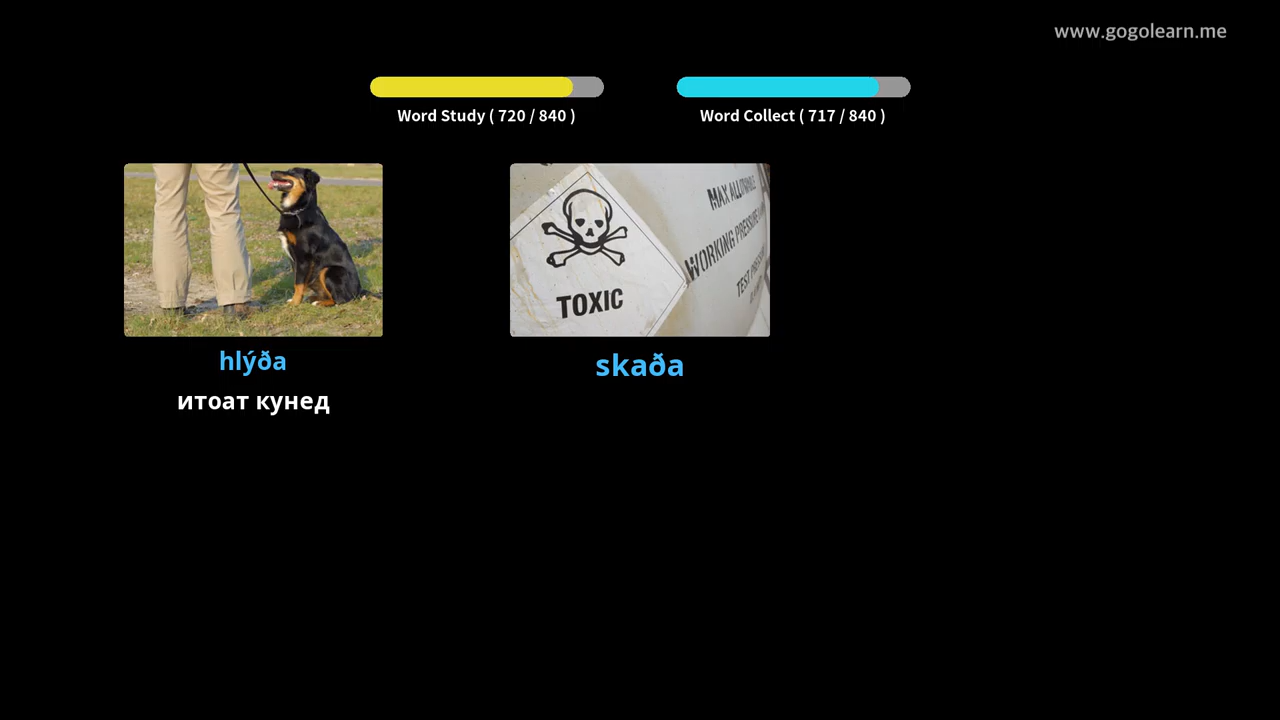 www.gogolearn.me
Word Study ( 720 / 840 )
Word Collect ( 717 / 840 )
MAX ALLOWABLE
WORKING PRESSURE
TOXIC
hlýða
skaða
итоат кунед